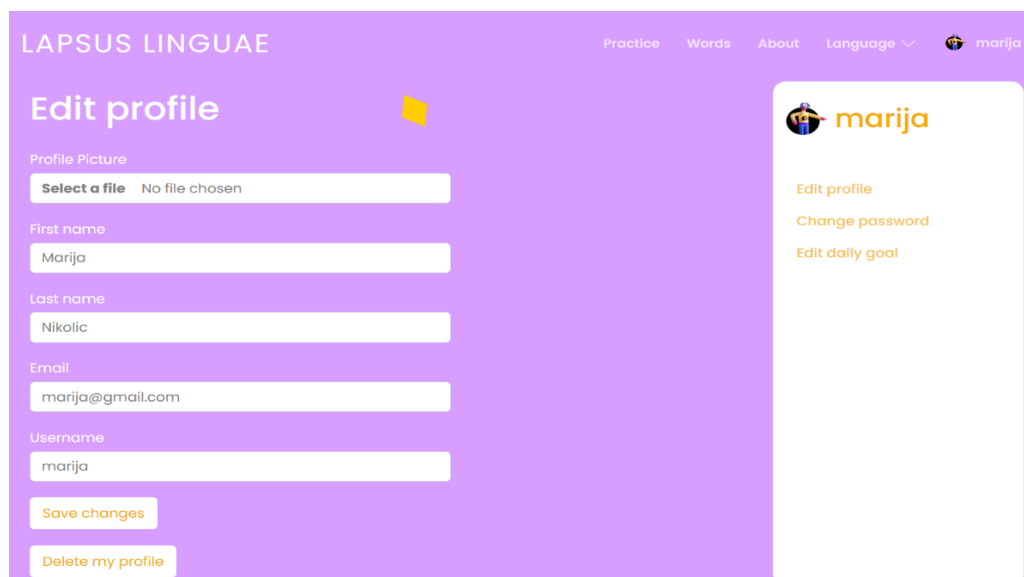 LAPSUS LINGUAE
Practice Words About Language marija
Edit profile
Profile Picture
Select a file No file chosen
First name
Marija
Last name
Nikolic
Email
marija@gmail.com
Username
marija
Save changes
Delete my profile
marija
Edit profile
Change password
Edit daily goal